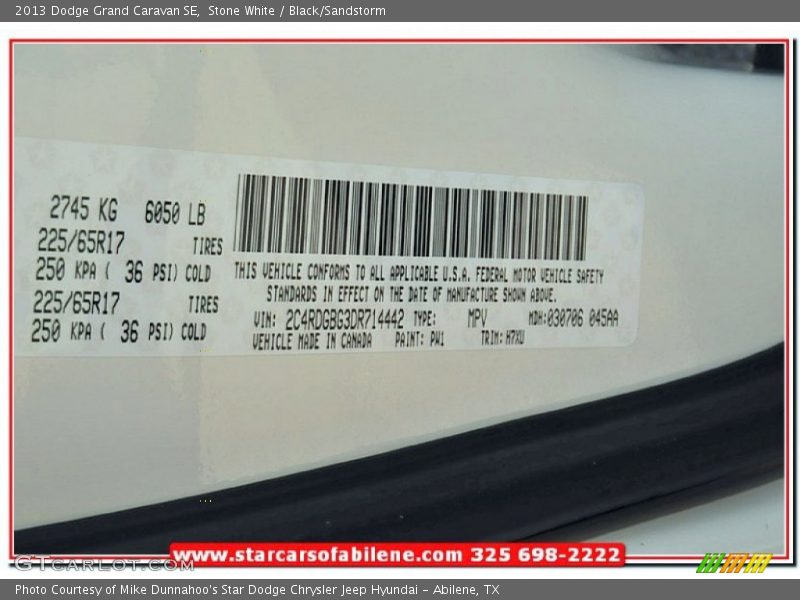 2013 Dodge Grand Caravan SE,  Stone White / Black/Sandstorm
2745 KG 6050 LB
225/65R17 TIRES
250 KPA ( 36 PSI) COLD
225/65R17 TIRES
250 KPA ( 36 PSI) COLD
THIS VEHICLE CONFORMS TO ALL APPLICABLE U.S.A. FEDERAL MOTOR VEHICLE SAFETY
STANDARDS IN EFFECT ON THE DATE OF MANUFACTURE SHOWN ABOVE.
VIN: 2C4RDGBG3DR714442 TYPE: MPV MDH:030706 045AA
VEHICLE MADE IN CANADA PAINT: PW1 TRIM: H7XU
www.starcarsofabilene.com 325 698-2222
GTCARLOT.COM
Photo Courtesy of Mike Dunnahoo's Star Dodge Chrysler Jeep Hyundai - Abilene, TX